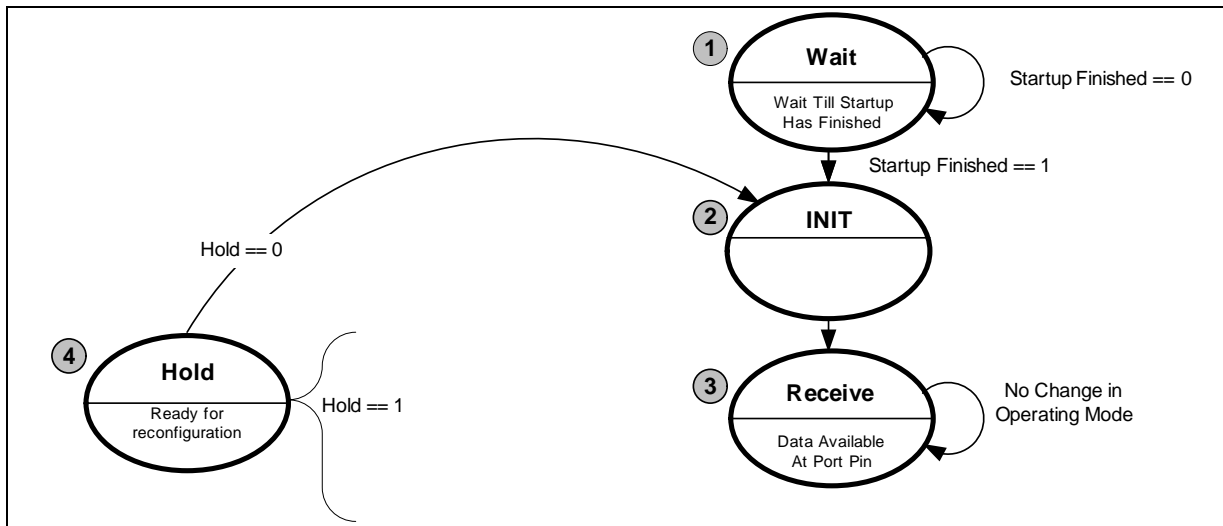 1
Wait
Wait Till Startup
Has Finished
Startup Finished == 0
Startup Finished == 1
2
INIT
Hold == 0
4
Hold
Ready for
reconfiguration
Hold == 1
3
Receive
Data Available
At Port Pin
No Change in
Operating Mode